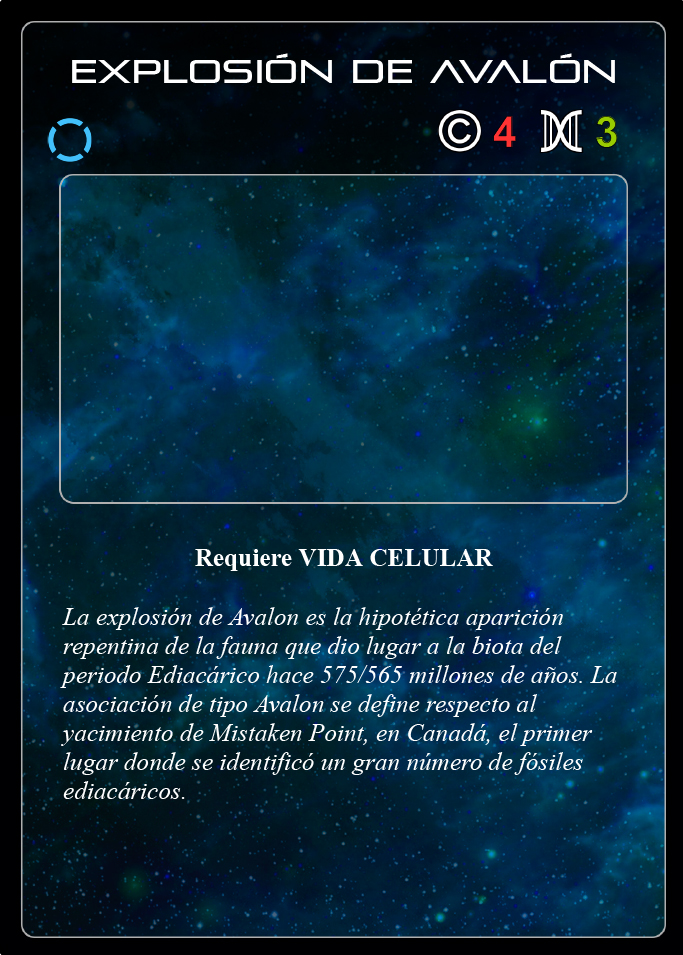 EXPLOSIÓN DE AVALÓN
© 4 3
Requiere VIDA CELULAR
La explosión de Avalon es la hipotética aparición
repentina de la fauna que dio lugar a la biota del
periodo Ediacárico hace 575/565 millones de años. La
asociación de tipo Avalon se define respecto al
yacimiento de Mistaken Point, en Canadá, el primer
lugar donde se identificó un gran número de fósiles
ediacáricos.